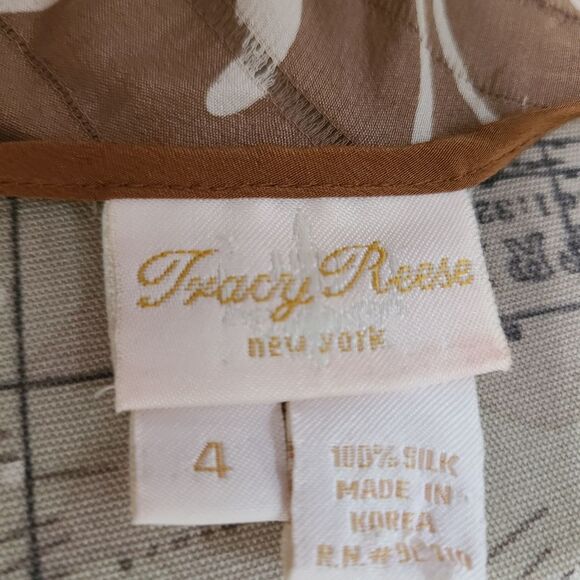 Tracy Reese
new york
4
100% SILK
MADE IN
KOREA
R.N.#